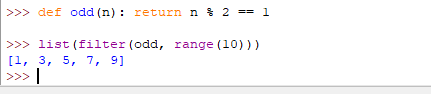 >>> def odd(n): return n % 2 == 1
>>> list(filter(odd, range(10)))
[1, 3, 5, 7, 9]
>>>